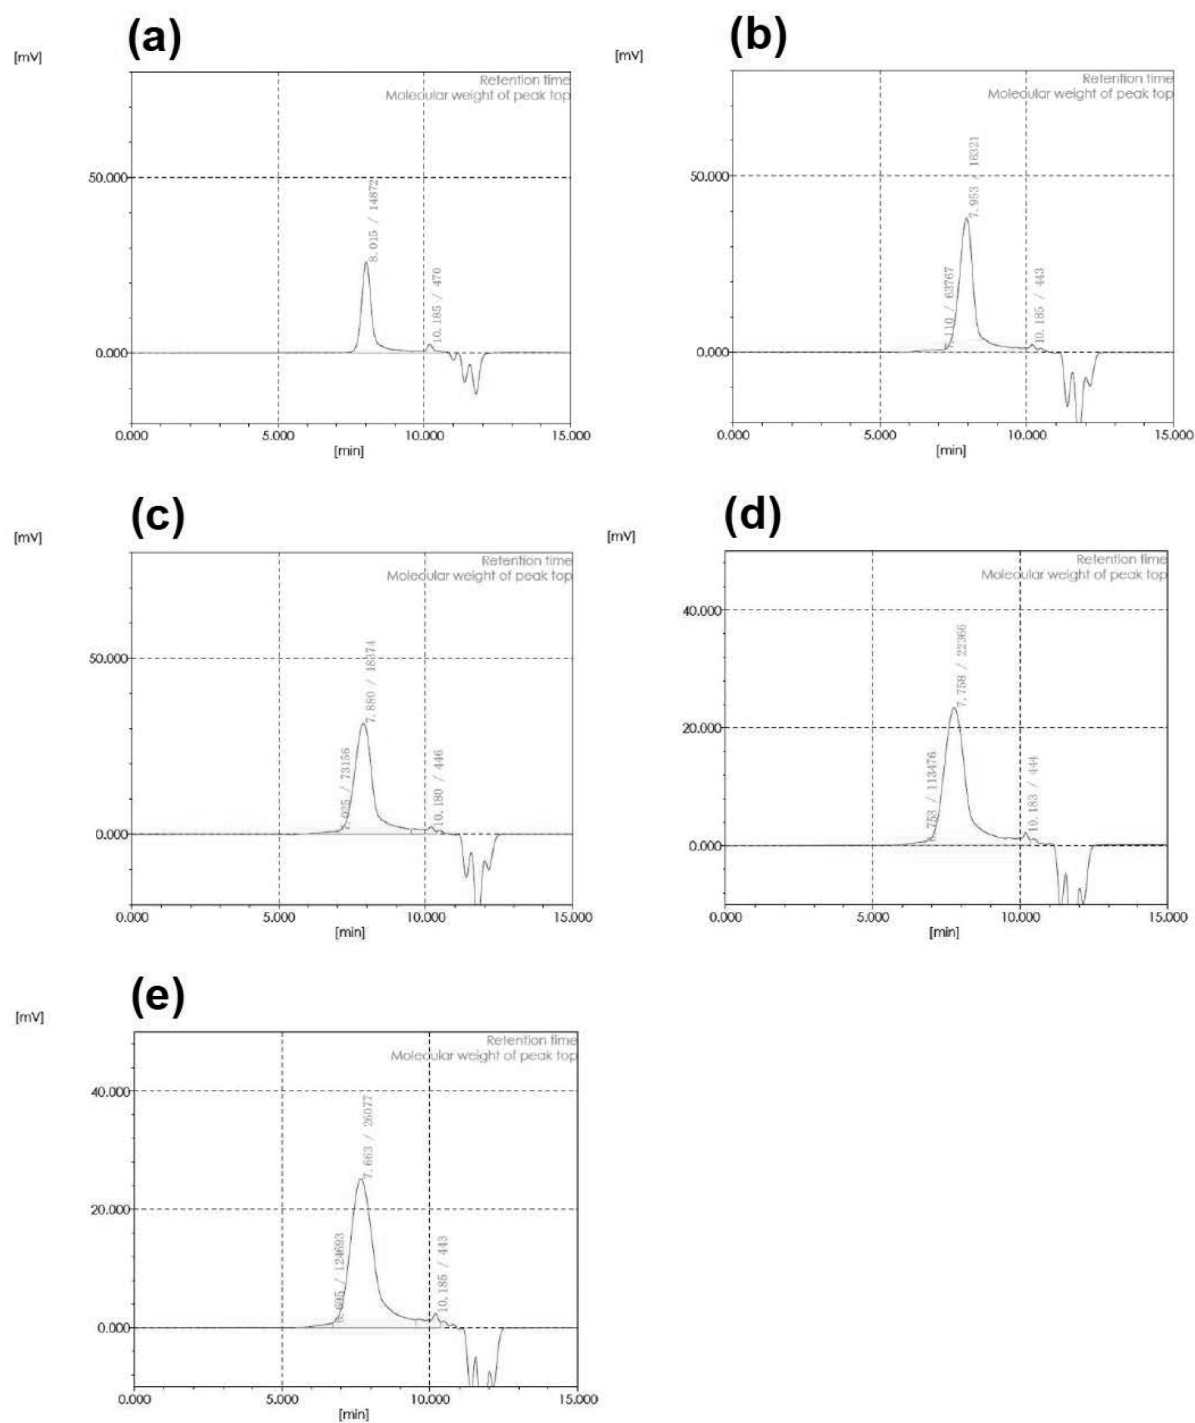 (a)
[mV]
Retention time
Molecular weight of peak top
50.000
0.000
8.015 / 14872
10.185 / 470
0.000
5.000
10.000
15.000
[min]
(b)
[mV]
Retention time
Molecular weight of peak top
50.000
0.000
7.110 / 63767
7.953 / 16321
10.185 / 443
0.000
5.000
10.000
15.000
[min]
(c)
[mV]
Retention time
Molecular weight of peak top
50.000
0.000
7.025 / 73156
7.880 / 18374
10.180 / 446
0.000
5.000
10.000
15.000
[min]
(d)
[mV]
Retention time
Molecular weight of peak top
40.000
20.000
0.000
6.753 / 113476
7.758 / 22366
10.183 / 444
0.000
5.000
10.000
15.000
[min]
(e)
[mV]
Retention time
Molecular weight of peak top
40.000
20.000
0.000
6.695 / 124693
7.663 / 26077
10.185 / 443
0.000
5.000
10.000
15.000
[min]